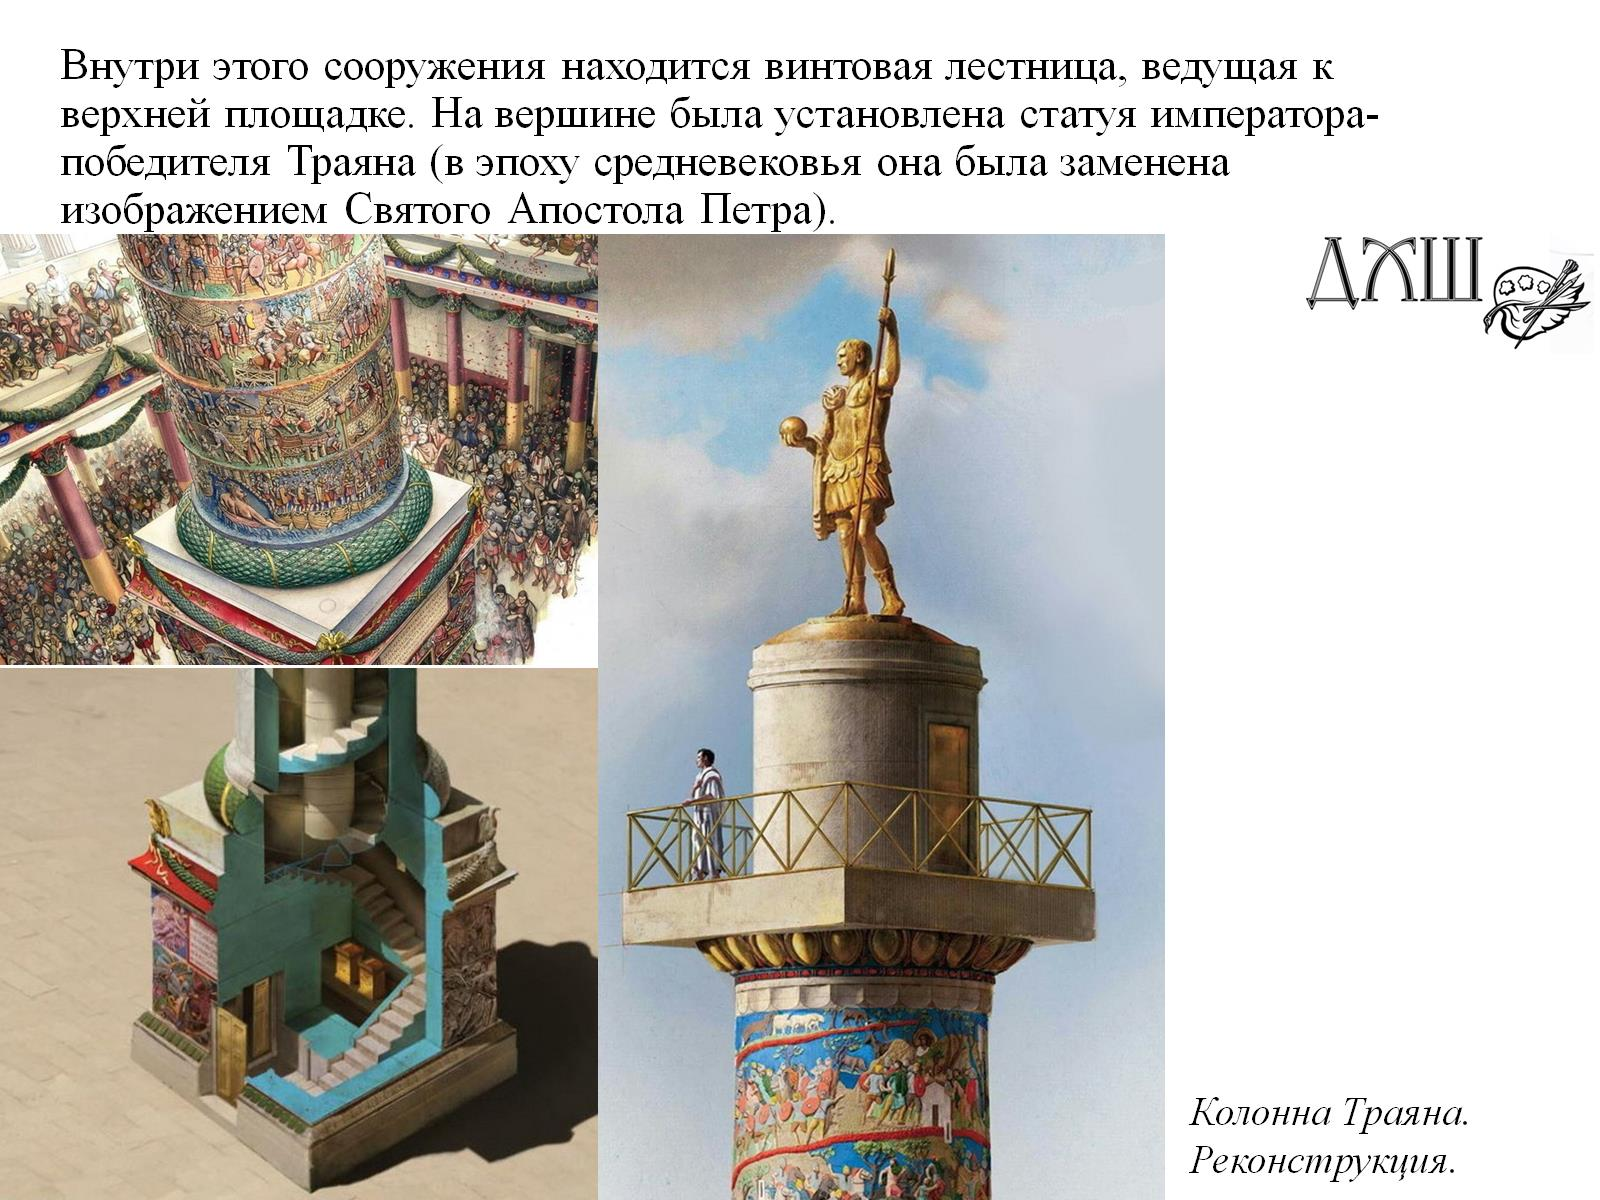 Внутри этого сооружения находится винтовая лестница, ведущая к
верхней площадке. На вершине была установлена статуя императора-
победителя Траяна (в эпоху средневековья она была заменена
изображением Святого Апостола Петра).
ДХШ
Колонна Траяна.
Реконструкция.